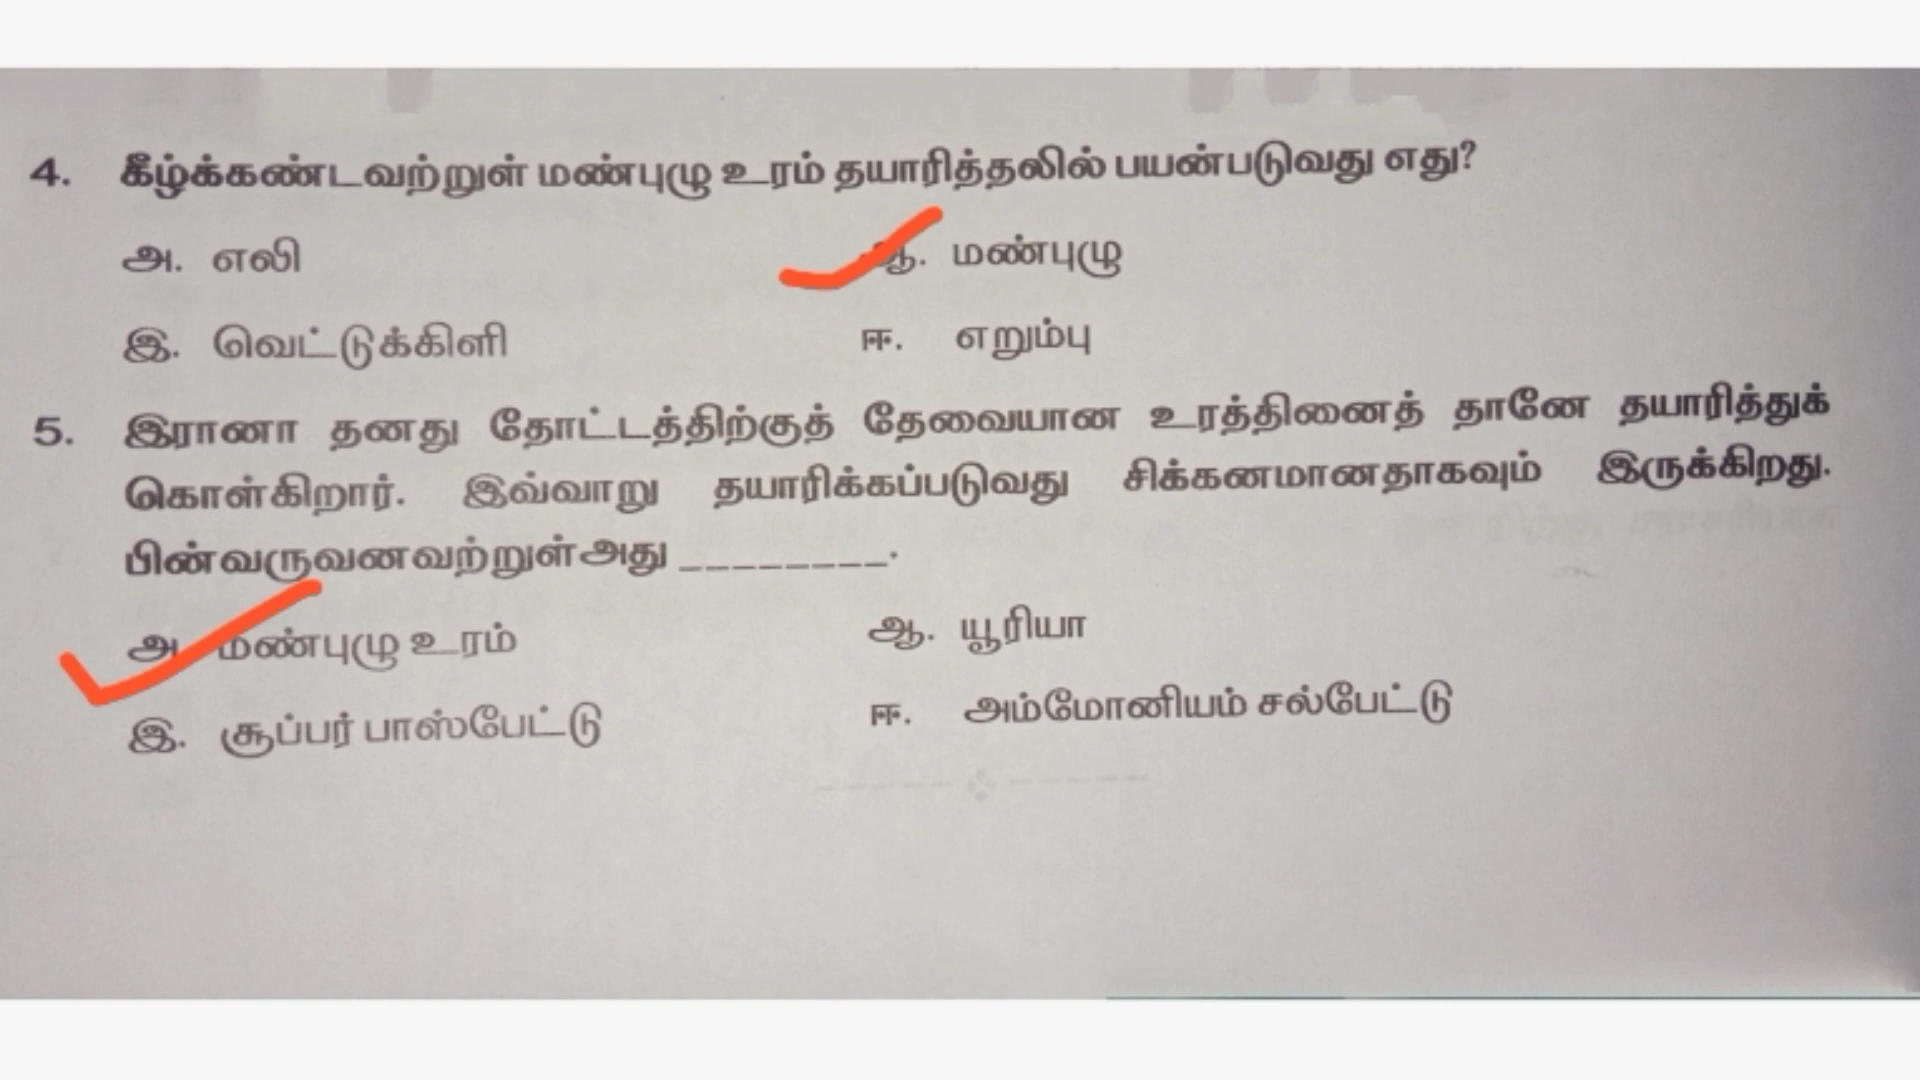 4. கீழ்க்கண்டவற்றுள் மண்புழு உரம் தயாரித்தலில் பயன்படுவது எது?
அ. எலி ஆ. மண்புழு
இ. வெட்டுக்கிளி ஈ. எறும்பு
5. இரானா தனது தோட்டத்திற்குத் தேவையான உரத்தினைத் தானே தயாரித்துக்
கொள்கிறார். இவ்வாறு தயாரிக்கப்படுவது சிக்கனமானதாகவும் இருக்கிறது.
பின்வருவனவற்றுள் அது ________.
அ. மண்புழு உரம் ஆ. யூரியா
இ. சூப்பர் பாஸ்பேட்டு ஈ. அம்மோனியம் சல்பேட்டு